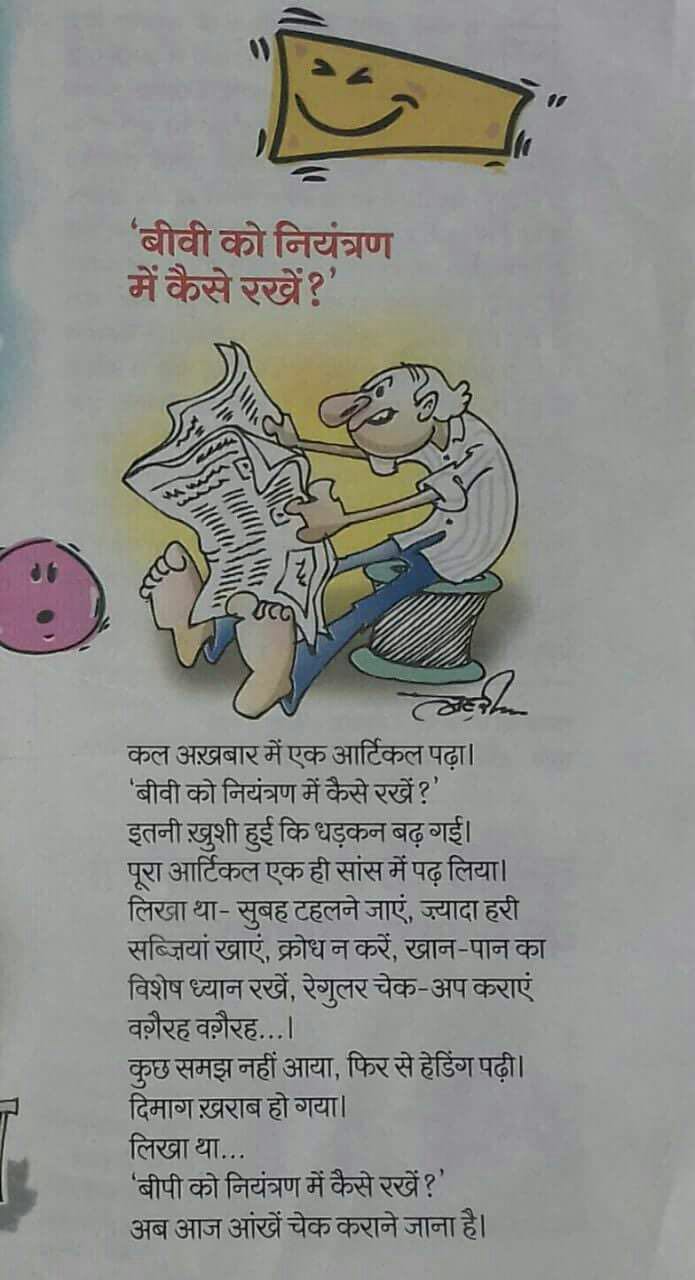 ‘बीवी को नियंत्रण
में कैसे रखें?’
कल अख़बार में एक आर्टिकल पढ़ा।
‘बीवी को नियंत्रण में कैसे रखें?’
इतनी ख़ुशी हुई कि धड़कन बढ़ गई।
पूरा आर्टिकल एक ही सांस में पढ़ लिया।
लिखा था- सुबह टहलने जाएं, ज़्यादा हरी
सब्ज़ियां खाएं, क्रोध न करें, खान-पान का
विशेष ध्यान रखें, रेगुलर चेक-अप कराएं
वग़ैरह वग़ैरह...।
कुछ समझ नहीं आया, फिर से हेडिंग पढ़ी।
दिमाग ख़राब हो गया।
लिखा था...
‘बीपी को नियंत्रण में कैसे रखें?’
अब आज आंखें चेक कराने जाना है।